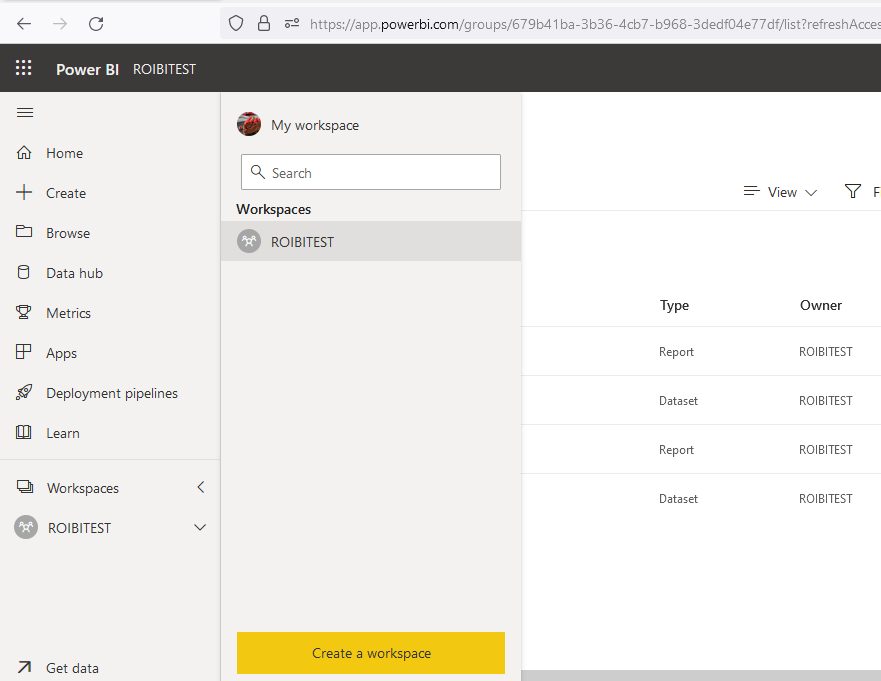 https://app.powerbi.com/groups/679b41ba-3b36-4cb7-b968-3dedf04e77df/list?refreshAcces
Power BI ROIBITEST
Home
Create
Browse
Data hub
Metrics
Apps
Deployment pipelines
Learn
Workspaces
ROIBITEST
Get data
My workspace
Search
Workspaces
ROIBITEST
Create a workspace
View F
Type Owner
Report ROIBITEST
Dataset ROIBITEST
Report ROIBITEST
Dataset ROIBITEST